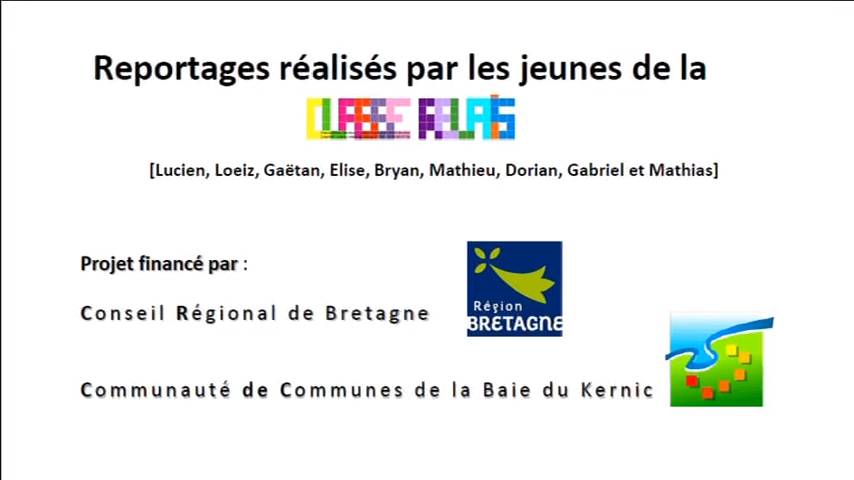 Reportages réalisés par les jeunes de la
CLASSE RELAIS
[Lucien, Loeiz, Gaëtan, Elise, Bryan, Mathieu, Dorian, Gabriel et Mathias]
Projet financé par :
Conseil Régional de Bretagne
Région
BRETAGNE
Communauté de Communes de la Baie du Kernic